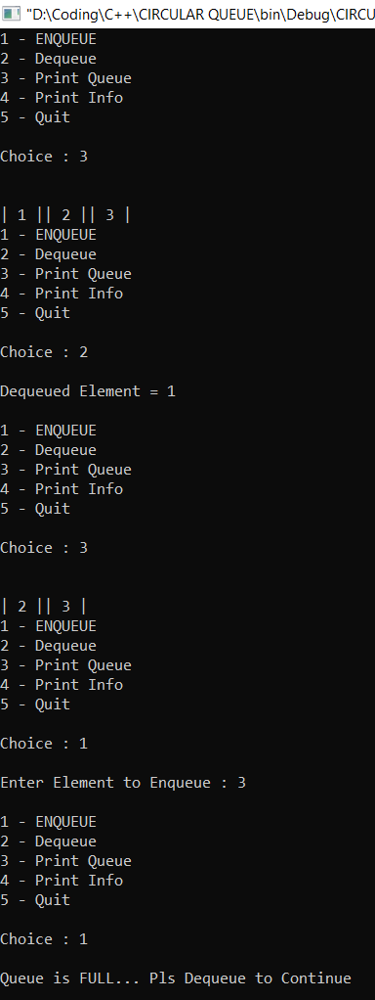 "D:\Coding\C++\CIRCULAR QUEUE\bin\Debug\CIRCU
1 - ENQUEUE
2 - Dequeue
3 - Print Queue
4 - Print Info
5 - Quit
Choice : 3
| 1 || 2 || 3 |
1 - ENQUEUE
2 - Dequeue
3 - Print Queue
4 - Print Info
5 - Quit
Choice : 2
Dequeued Element = 1
1 - ENQUEUE
2 - Dequeue
3 - Print Queue
4 - Print Info
5 - Quit
Choice : 3
| 2 || 3 |
1 - ENQUEUE
2 - Dequeue
3 - Print Queue
4 - Print Info
5 - Quit
Choice : 1
Enter Element to Enqueue : 3
1 - ENQUEUE
2 - Dequeue
3 - Print Queue
4 - Print Info
5 - Quit
Choice : 1
Queue is FULL... Pls Dequeue to Continue